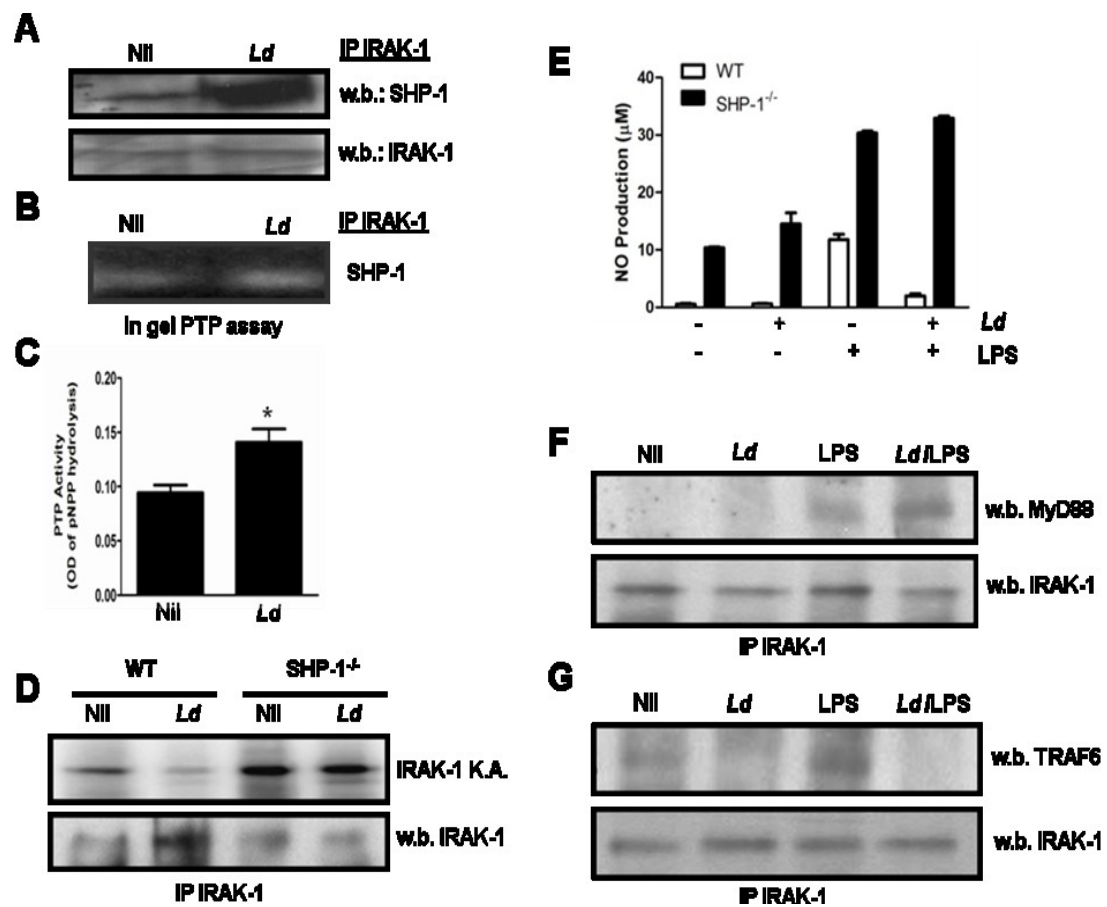 A
Nil Ld IP IRAK-1
w.b.: SHP-1
w.b.: IRAK-1
B
Nil Ld IP IRAK-1
SHP-1
In gel PTP assay
C
PTP Activity
(OD of pNPP hydrolysis)
0.20
0.15
0.10
0.05
0.00
*
Nil Ld
D
WT SHP-1-/-
Nil Ld Nil Ld
IRAK-1 K.A.
w.b. IRAK-1
IP IRAK-1
E
WT
SHP-1-/-
NO Production (µM)
40
30
20
10
0
- + - + Ld
- - + + LPS
F
Nil Ld LPS Ld/LPS
w.b. MyD88
w.b. IRAK-1
IP IRAK-1
G
Nil Ld LPS Ld/LPS
w.b. TRAF6
w.b. IRAK-1
IP IRAK-1